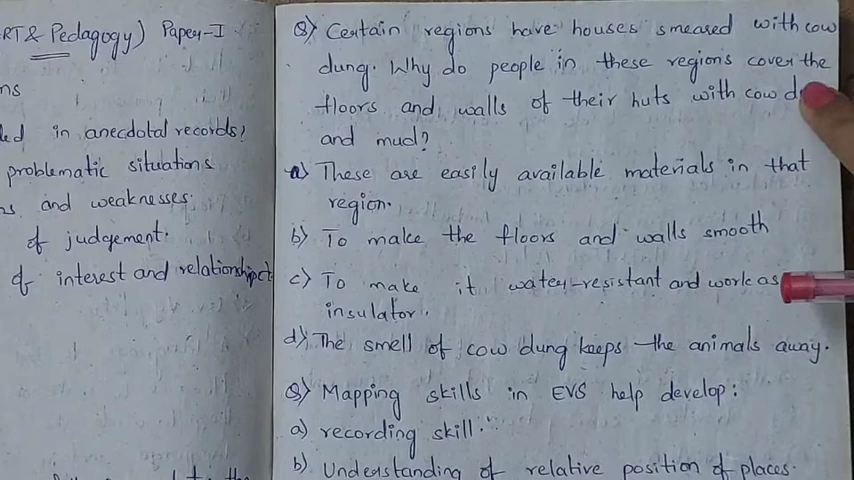 RT & Pedagogy) Paper-I
ns
ed in anecdotal records?
problematic situations
ns and weaknesses.
of judgement.
of interest and relationship
Q) Certain regions have houses smeared with cow
dung. Why do people in these regions cover the
floors and walls of their huts with cow
and mud?
a) These are easily available materials in that
region.
b) To make the floors and walls smooth
c) To make it water-resistant and work as
insulator.
d) The smell of cow dung keeps the animals away.
Q) Mapping skills in EVS help develop:
a) recording skill.
b) Understanding of relative position of places.